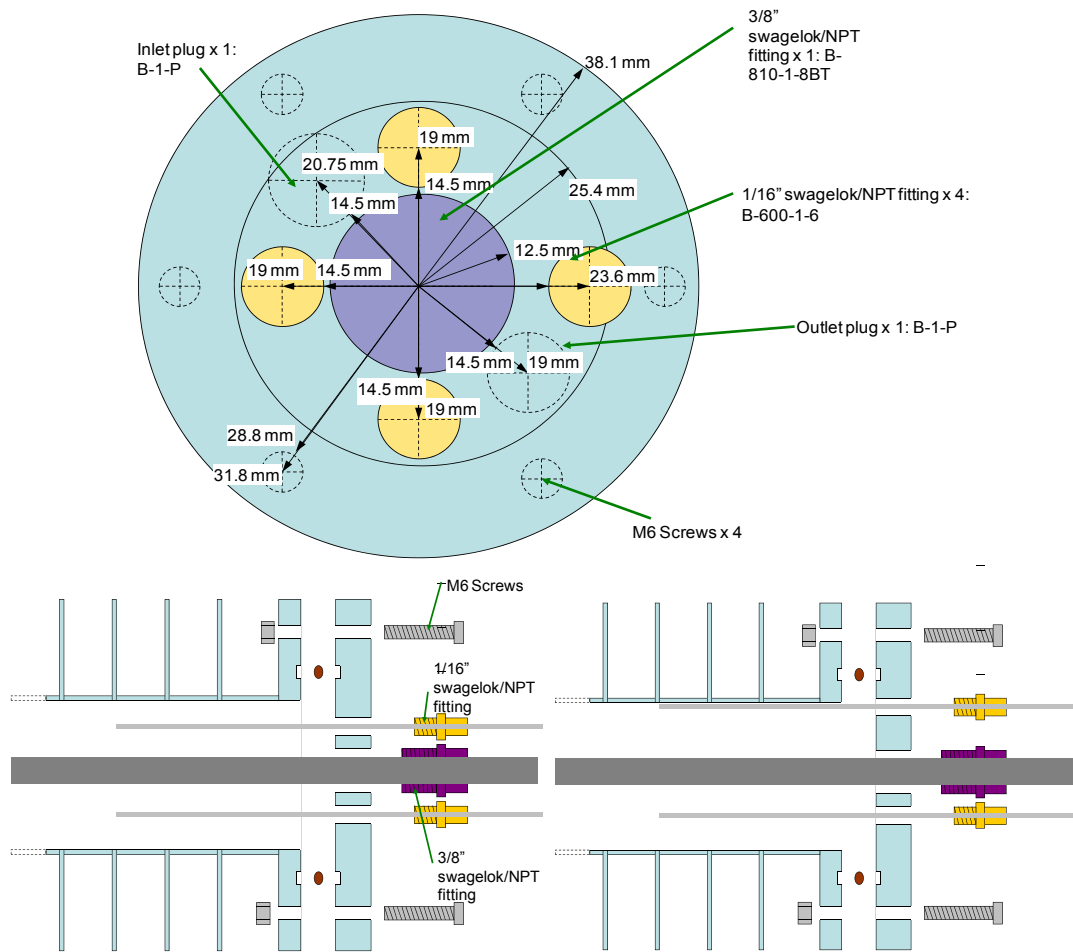 3/8”
swagelok/NPT
fitting x 1: B-
810-1-8BT
Inlet plug x 1:
B-1-P
38.1 mm
19 mm
20.75 mm
25.4 mm
14.5 mm
14.5 mm
1/16” swagelok/NPT fitting x 4:
B-600-1-6
12.5 mm
19 mm
14.5 mm
23.6 mm
Outlet plug x 1: B-1-P
14.5 mm
19 mm
14.5 mm
19 mm
28.8 mm
31.8 mm
M6 Screws x 4
M6 Screws
1/16”
swagelok/NPT
fitting
3/8”
swagelok/NPT
fitting